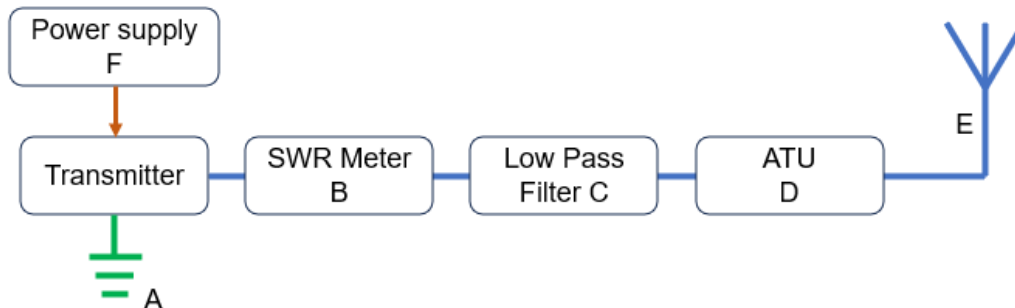 Power supply
F
Transmitter
SWR Meter
B
Low Pass
Filter C
ATU
D
E
A